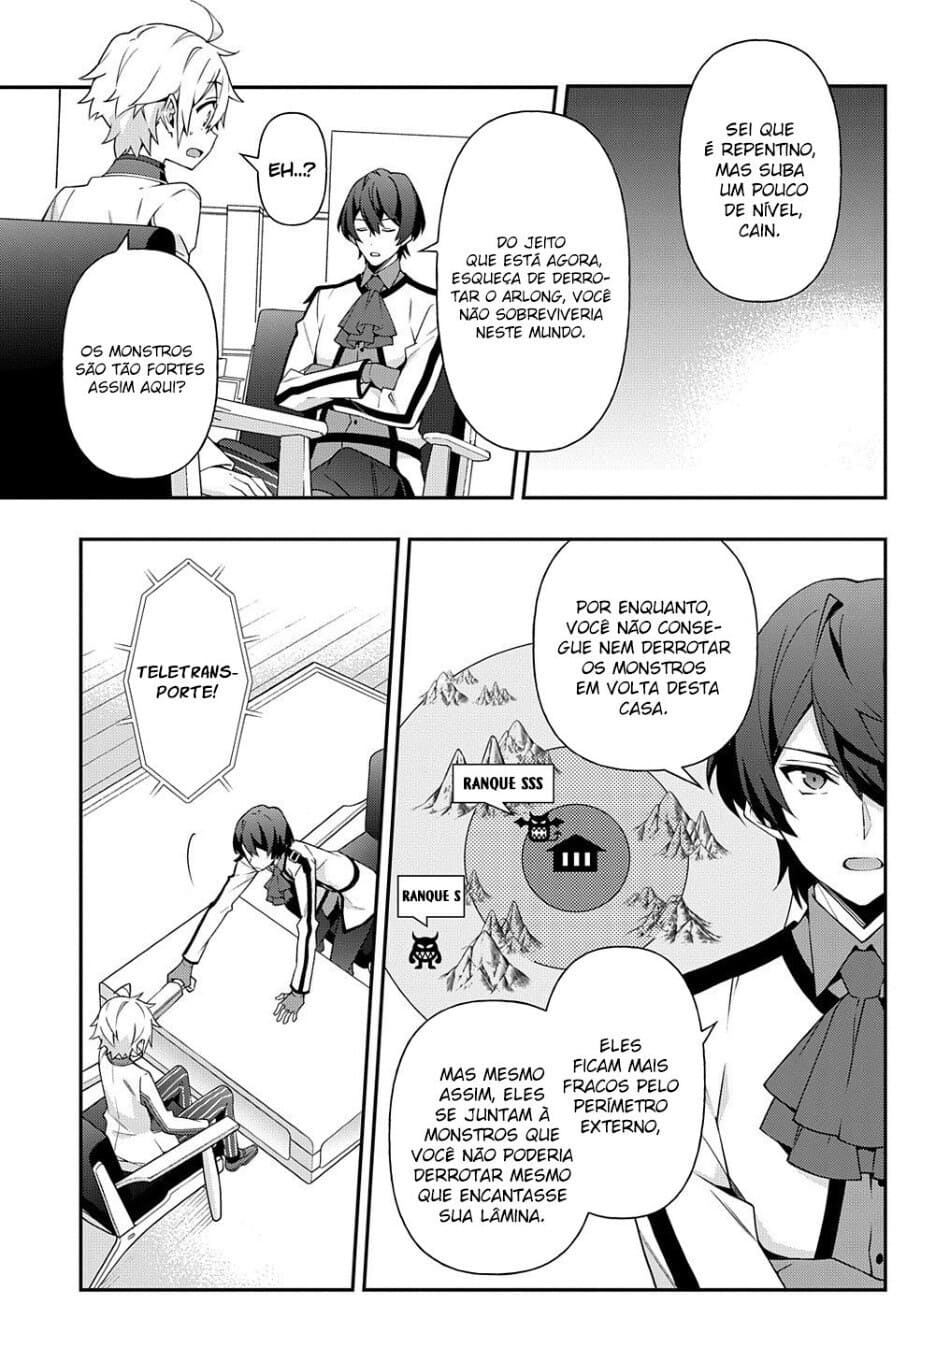 SEI QUE
É REPENTINO,
MAS SUBA
UM POUCO
DE NÍVEL,
CAIN.
DO JEITO
QUE ESTÁ AGORA,
ESQUEÇA DE DERRO-
TAR O ARLONG, VOCÊ
NÃO SOBREVIVERIA
NESTE MUNDO.
EH...?
OS MONSTROS
SÃO TÃO FORTES
ASSIM AQUI?
POR ENQUANTO,
VOCÊ NÃO CONSE-
GUE NEM DERROTAR
OS MONSTROS
EM VOLTA DESTA
CASA.
RANQUE SSS
RANQUE S
ELES
FICAM MAIS
FRACOS PELO
PERÍMETRO
EXTERNO,
MAS MESMO
ASSIM, ELES
SE JUNTAM À
MONSTROS QUE
VOCÊ NÃO PODERIA
DERROTAR MESMO
QUE ENCANTASSE
SUA LÂMINA.
TELETRANS-
PORTE!